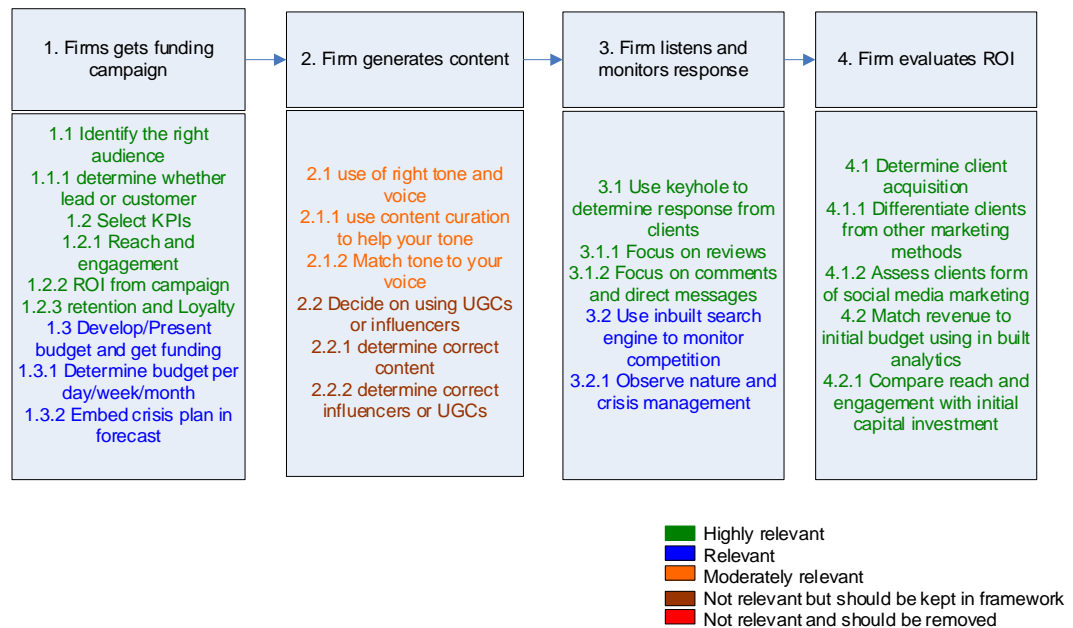 1. Firms gets funding
campaign
1.1 Identify the right
audience
1.1.1 determine whether
lead or customer
1.2 Select KPIs
1.2.1 Reach and
engagement
1.2.2 ROI from campaign
1.2.3 retention and Loyalty
1.3 Develop/Present
budget and get funding
1.3.1 Determine budget per
day/week/month
1.3.2 Embed crisis plan in
forecast
2. Firm generates content
2.1 use of right tone and
voice
2.1.1 use content curation
to help your tone
2.1.2 Match tone to your
voice
2.2 Decide on using UGCs
or influencers
2.2.1 determine correct
content
2.2.2 determine correct
influencers or UGCs
3. Firm listens and
monitors response
3.1 Use keyhole to
determine response from
clients
3.1.1 Focus on reviews
3.1.2 Focus on comments
and direct messages
3.2 Use inbuilt search
engine to monitor
competition
3.2.1 Observe nature and
crisis management
4. Firm evaluates ROI
4.1 Determine client
acquisition
4.1.1 Differentiate clients
from other marketing
methods
4.1.2 Assess clients form
of social media marketing
4.2 Match revenue to
initial budget using in built
analytics
4.2.1 Compare reach and
engagement with initial
capital investment
Highly relevant
Relevant
Moderately relevant
Not relevant but should be kept in framework
Not relevant and should be removed